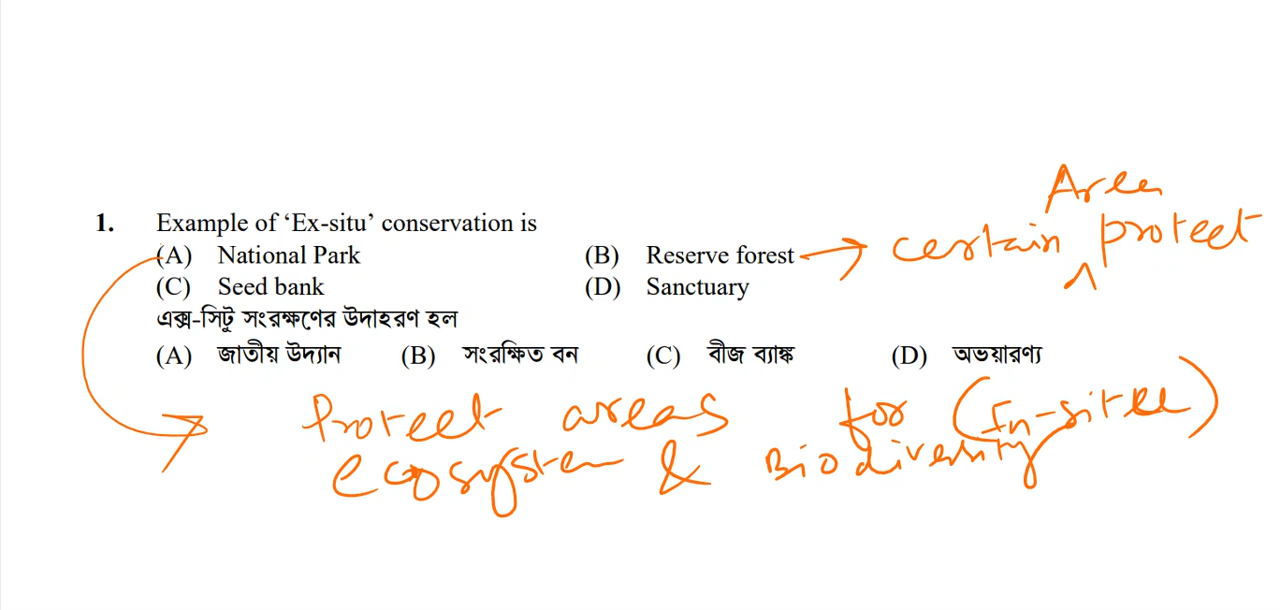 Area
1. Example of ‘Ex-situ’ conservation is
certain protect
(A) National Park (B) Reserve forest
(C) Seed bank (D) Sanctuary
এক্স-সিটু সংরক্ষণের উদাহরণ হল
(A) জাতীয় উদ্যান (B) সংরক্ষিত বন (C) বীজ ব্যাঙ্ক (D) অভয়ারণ্য
Protect areas for (In-situ)
ecosystem & Biodiversity